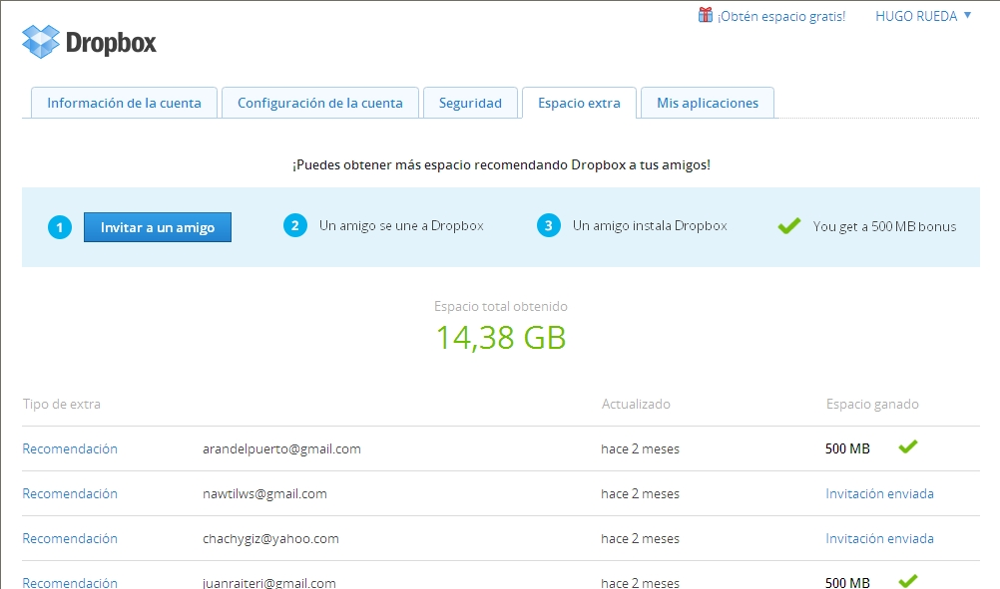 ¡Obtén espacio gratis! HUGO RUEDA
Dropbox
Información de la cuenta Configuración de la cuenta Seguridad Espacio extra Mis aplicaciones
¡Puedes obtener más espacio recomendando Dropbox a tus amigos!
1 Invitar a un amigo 2 Un amigo se une a Dropbox 3 Un amigo instala Dropbox You get a 500 MB bonus
Espacio total obtenido
14,38 GB
Tipo de extra Actualizado Espacio ganado
Recomendación arandelpuerto@gmail.com hace 2 meses 500 MB
Recomendación nawtilws@gmail.com hace 2 meses Invitación enviada
Recomendación chachygiz@yahoo.com hace 2 meses Invitación enviada
Recomendación juanraiteri@gmail.com hace 2 meses 500 MB